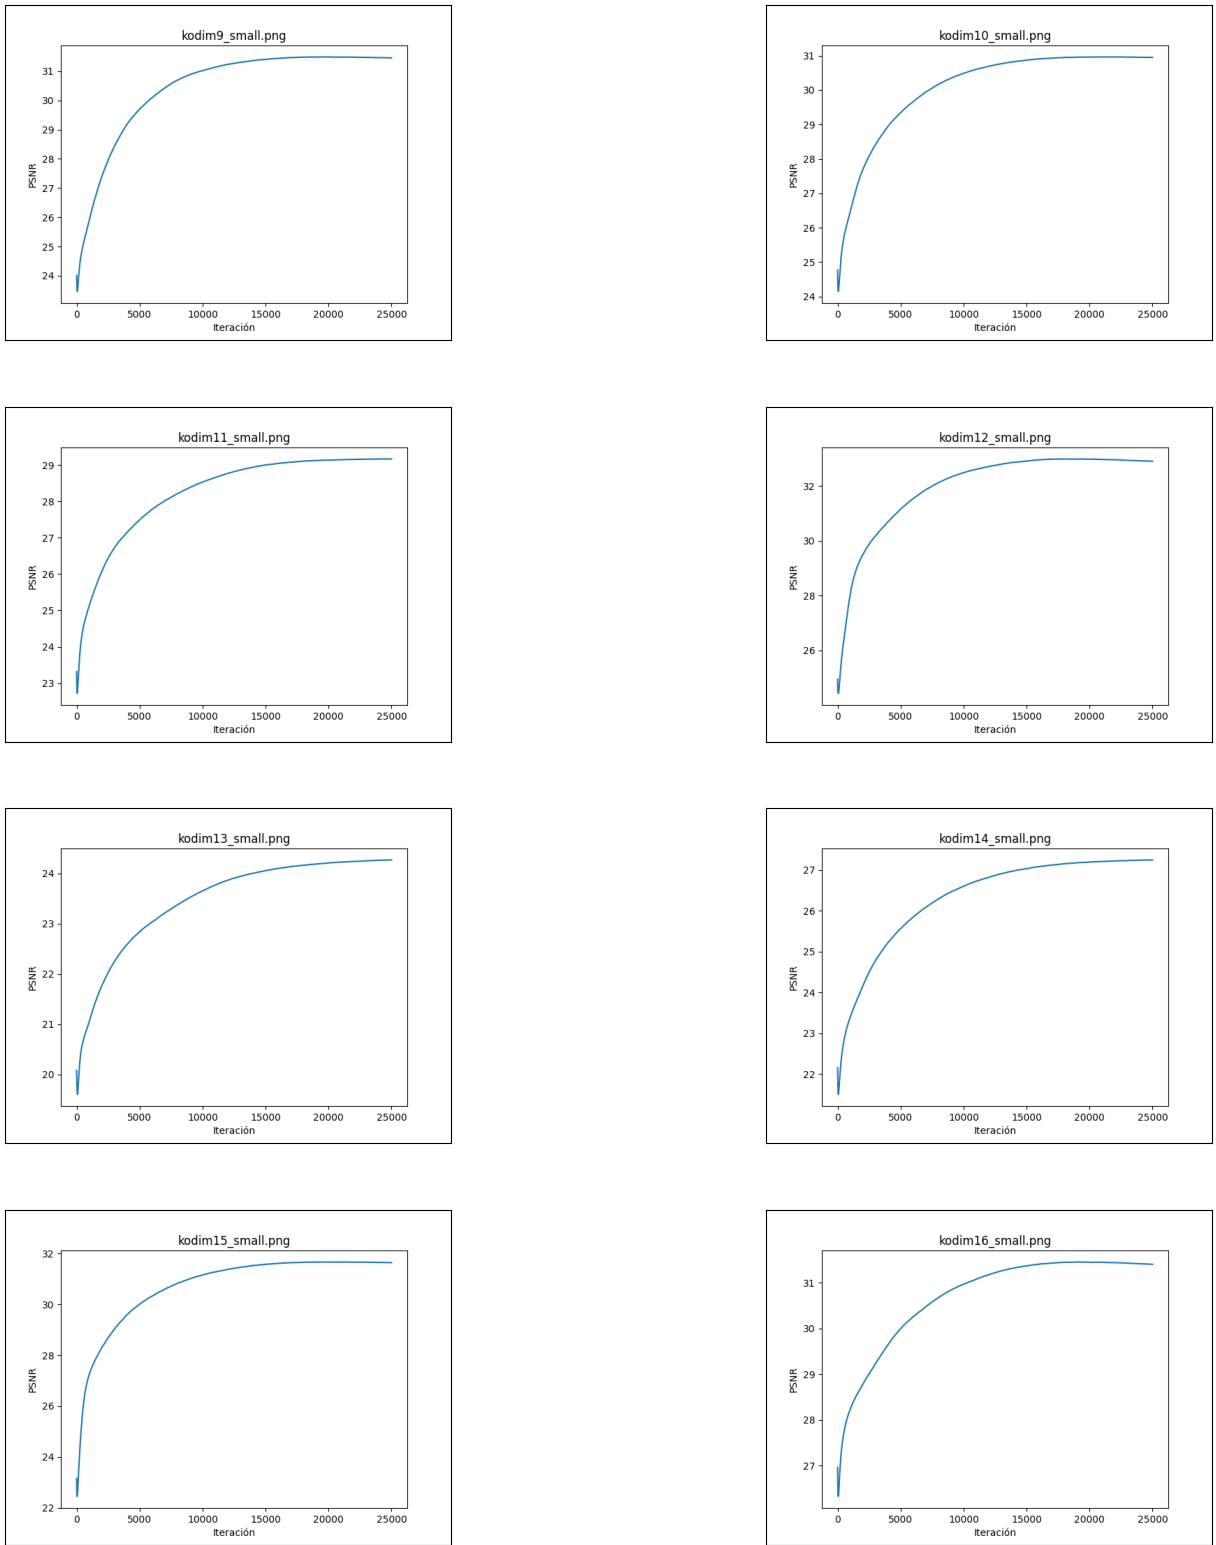 kodim9_small.png
PSNR
31
30
29
28
27
26
25
24
0 5000 10000 15000 20000 25000
Iteración
kodim10_small.png
PSNR
31
30
29
28
27
26
25
24
0 5000 10000 15000 20000 25000
Iteración
kodim11_small.png
PSNR
29
28
27
26
25
24
23
0 5000 10000 15000 20000 25000
Iteración
kodim12_small.png
PSNR
32
30
28
26
0 5000 10000 15000 20000 25000
Iteración
kodim13_small.png
PSNR
24
23
22
21
20
0 5000 10000 15000 20000 25000
Iteración
kodim14_small.png
PSNR
27
26
25
24
23
22
0 5000 10000 15000 20000 25000
Iteración
kodim15_small.png
PSNR
32
30
28
26
24
22
0 5000 10000 15000 20000 25000
Iteración
kodim16_small.png
PSNR
31
30
29
28
27
0 5000 10000 15000 20000 25000
Iteración